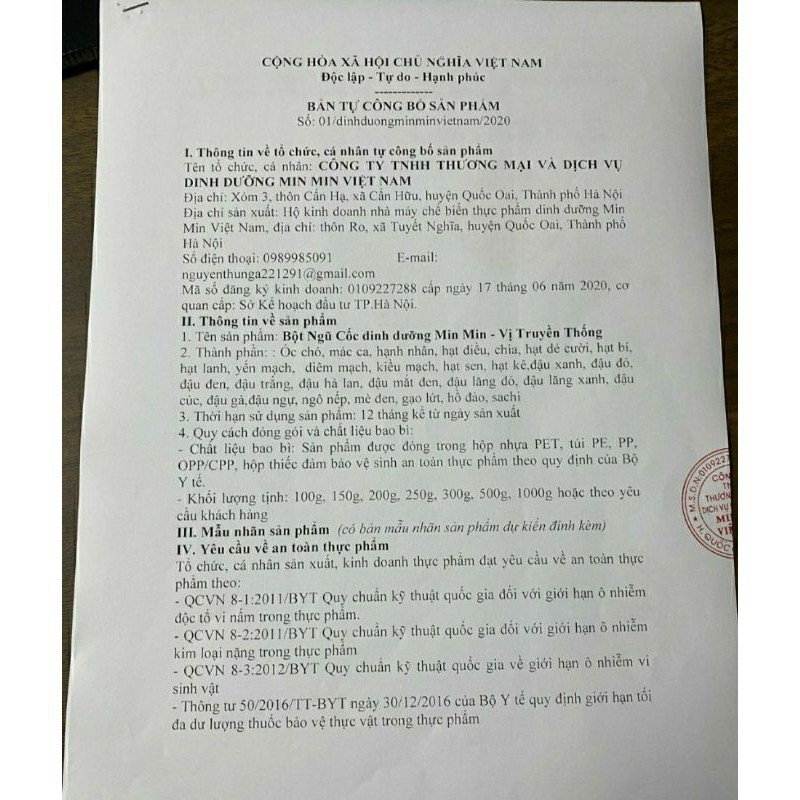 CỘNG HÒA XÃ HỘI CHỦ NGHĨA VIỆT NAM
Độc lập - Tự do - Hạnh phúc
-------------
BẢN TỰ CÔNG BỐ SẢN PHẨM
Số: 01/dinhduongminminvietnam/2020
I. Thông tin về tổ chức, cá nhân tự công bố sản phẩm
Tên tổ chức, cá nhân: CÔNG TY TNHH THƯƠNG MẠI VÀ DỊCH VỤ
DINH DƯỠNG MIN MIN VIỆT NAM
Địa chỉ: Xóm 3, thôn Cấn Hạ, xã Cấn Hữu, huyện Quốc Oai, Thành phố Hà Nội
Địa chỉ sản xuất: Hộ kinh doanh nhà máy chế biến thực phẩm dinh dưỡng Min
Min Việt Nam, địa chỉ: thôn Ro, xã Tuyết Nghĩa, huyện Quốc Oai, Thành phố
Hà Nội
Số điện thoại: 0989985091 E-mail:
nguyenthunga221291@gmail.com
Mã số đăng ký kinh doanh: 0109227288 cấp ngày 17 tháng 06 năm 2020, cơ
quan cấp: Sở Kế hoạch đầu tư TP.Hà Nội.
II. Thông tin về sản phẩm
1. Tên sản phẩm: Bột Ngũ Cốc dinh dưỡng Min Min - Vị Truyền Thống
2. Thành phần: : Óc chó, mác ca, hạnh nhân, hạt điều, chia, hạt dẻ cười, hạt bí,
hạt lanh, yến mạch, diêm mạch, kiều mạch, hạt sen, hạt kê,đậu xanh, đậu đỏ,
đậu đen, đậu trắng, đậu hà lan, đậu mắt đen, đậu lăng đỏ, đậu lăng xanh, đậu
cúc, đậu gà,đậu ngự, ngô nếp, mè đen, gạo lứt, hồ đào, sachi
3. Thời hạn sử dụng sản phẩm: 12 tháng kể từ ngày sản xuất
4. Quy cách đóng gói và chất liệu bao bì:
- Chất liệu bao bì: Sản phẩm được đóng trong hộp nhựa PET, túi PE, PP,
OPP/CPP, hộp thiếc đảm bảo vệ sinh an toàn thực phẩm theo quy định của Bộ
Y tế.
- Khối lượng tịnh: 100g, 150g, 200g, 250g, 300g, 500g, 1000g hoặc theo yêu
cầu khách hàng
III. Mẫu nhãn sản phẩm (có bản mẫu nhãn sản phẩm dự kiến đính kèm)
IV. Yêu cầu về an toàn thực phẩm
Tổ chức, cá nhân sản xuất, kinh doanh thực phẩm đạt yêu cầu về an toàn thực
phẩm theo:
- QCVN 8-1:2011/BYT Quy chuẩn kỹ thuật quốc gia đối với giới hạn ô nhiễm
độc tố vi nấm trong thực phẩm.
- QCVN 8-2:2011/BYT Quy chuẩn kỹ thuật quốc gia đối với giới hạn ô nhiễm
kim loại nặng trong thực phẩm
- QCVN 8-3:2012/BYT Quy chuẩn kỹ thuật quốc gia về giới hạn ô nhiễm vi
sinh vật
- Thông tư 50/2016/TT-BYT ngày 30/12/2016 của Bộ Y tế quy định giới hạn tối
đa dư lượng thuốc bảo vệ thực vật trong thực phẩm
M.S.D.N:010922
CÔN
TN
THƯƠNG
DỊCH VỤ
MIN
VIỆ
H.QUỐC